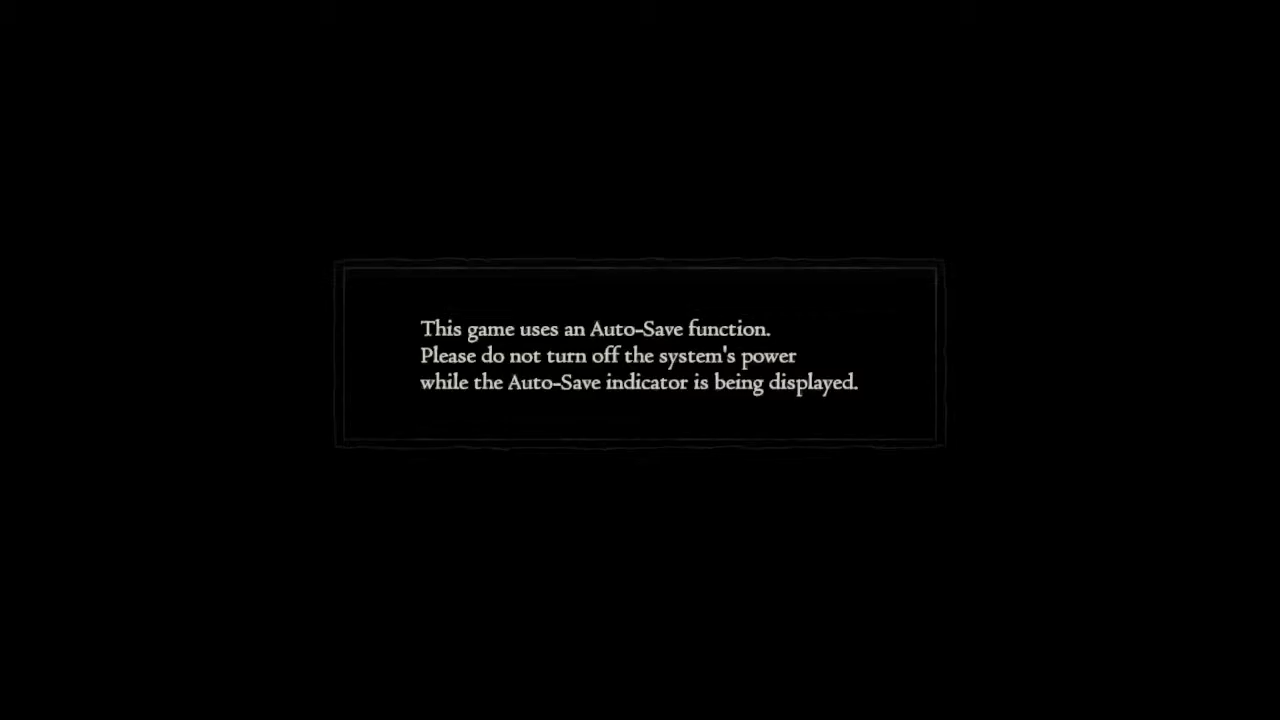 This game uses an Auto-Save function.
Please do not turn off the system's power
while the Auto-Save indicator is being displayed.